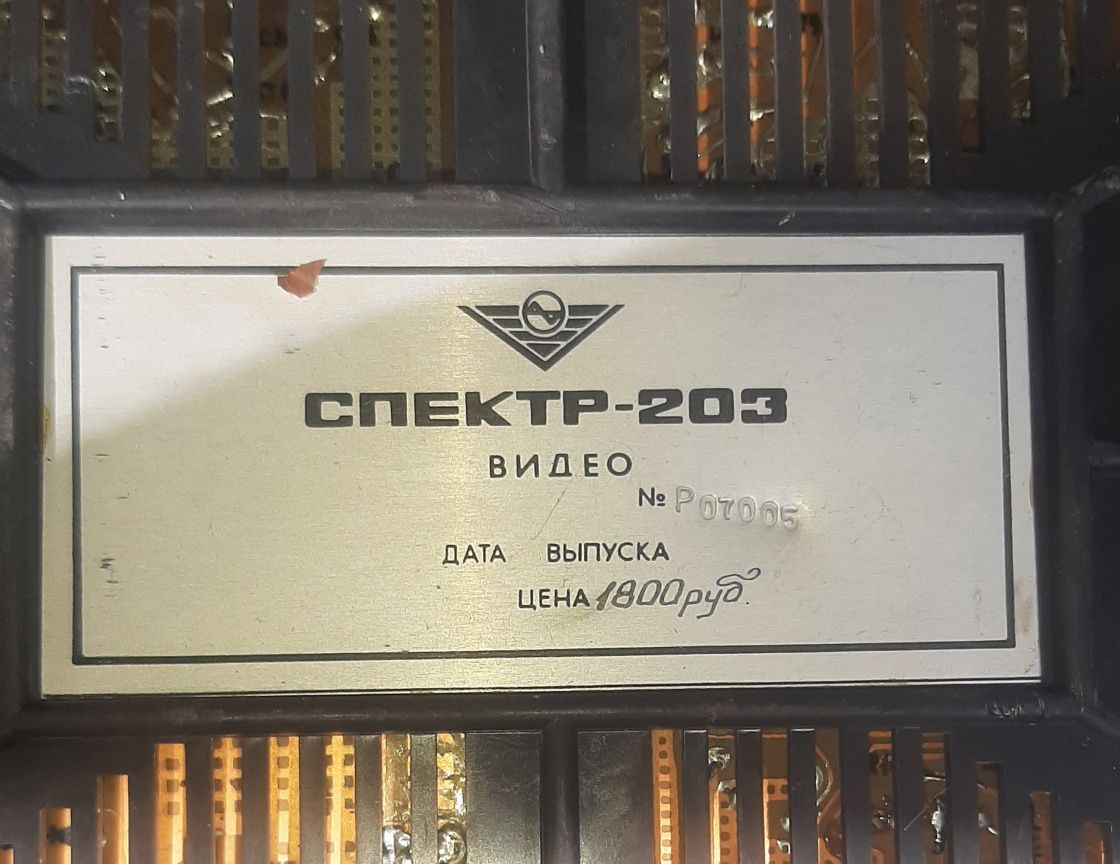 СПЕКТР-203
ВИДЕО
№ Р07005
ДАТА ВЫПУСКА
ЦЕНА 1800 руб.